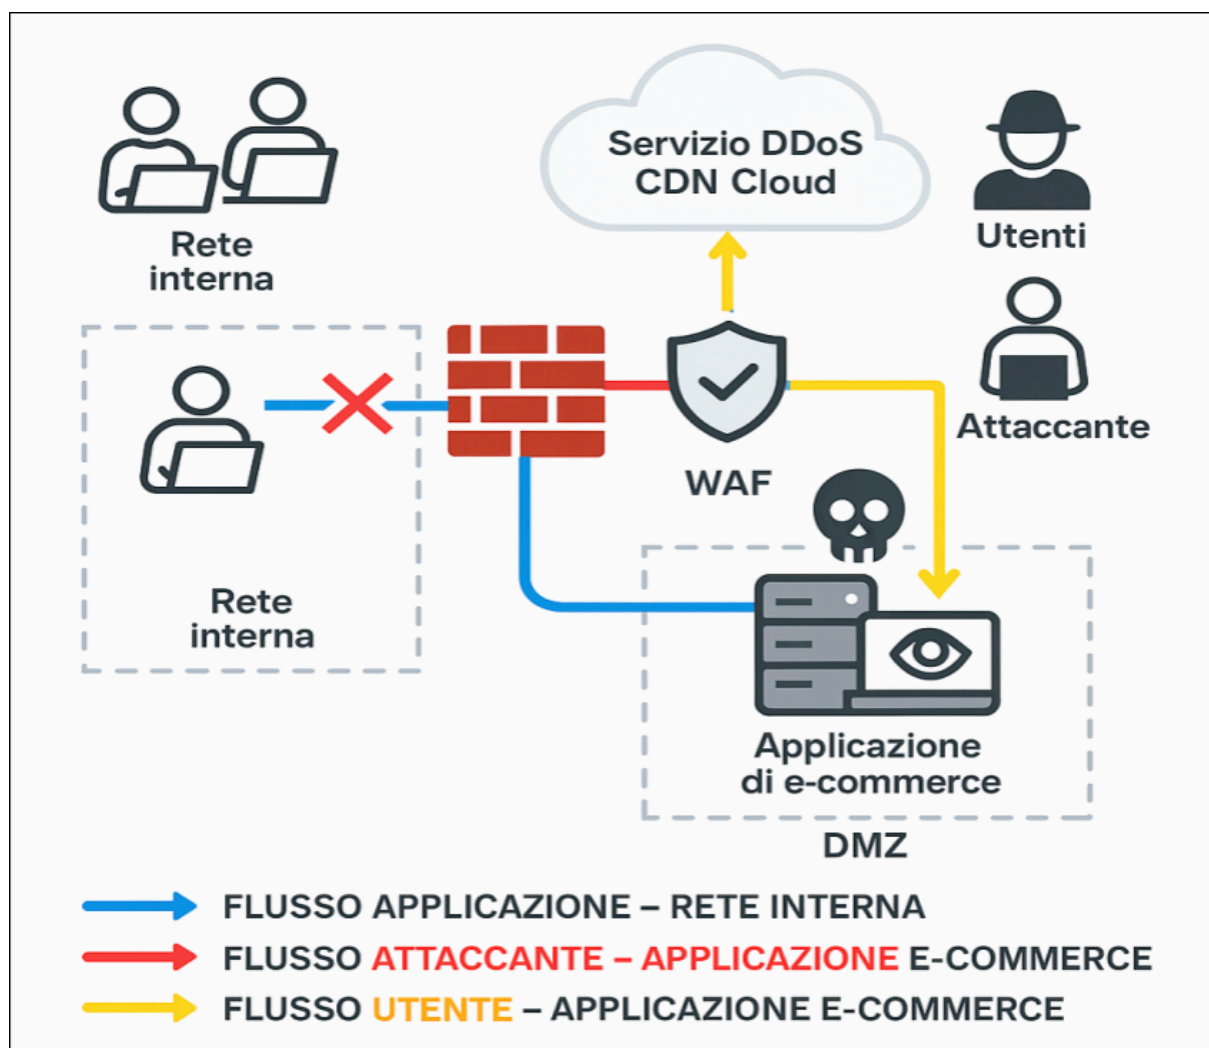 Servizio DDoS
CDN Cloud
Rete
interna
Utenti
Attaccante
WAF
Rete
interna
Applicazione
di e-commerce
DMZ
FLUSSO APPLICAZIONE – RETE INTERNA
FLUSSO ATTACCANTE – APPLICAZIONE E-COMMERCE
FLUSSO UTENTE – APPLICAZIONE E-COMMERCE